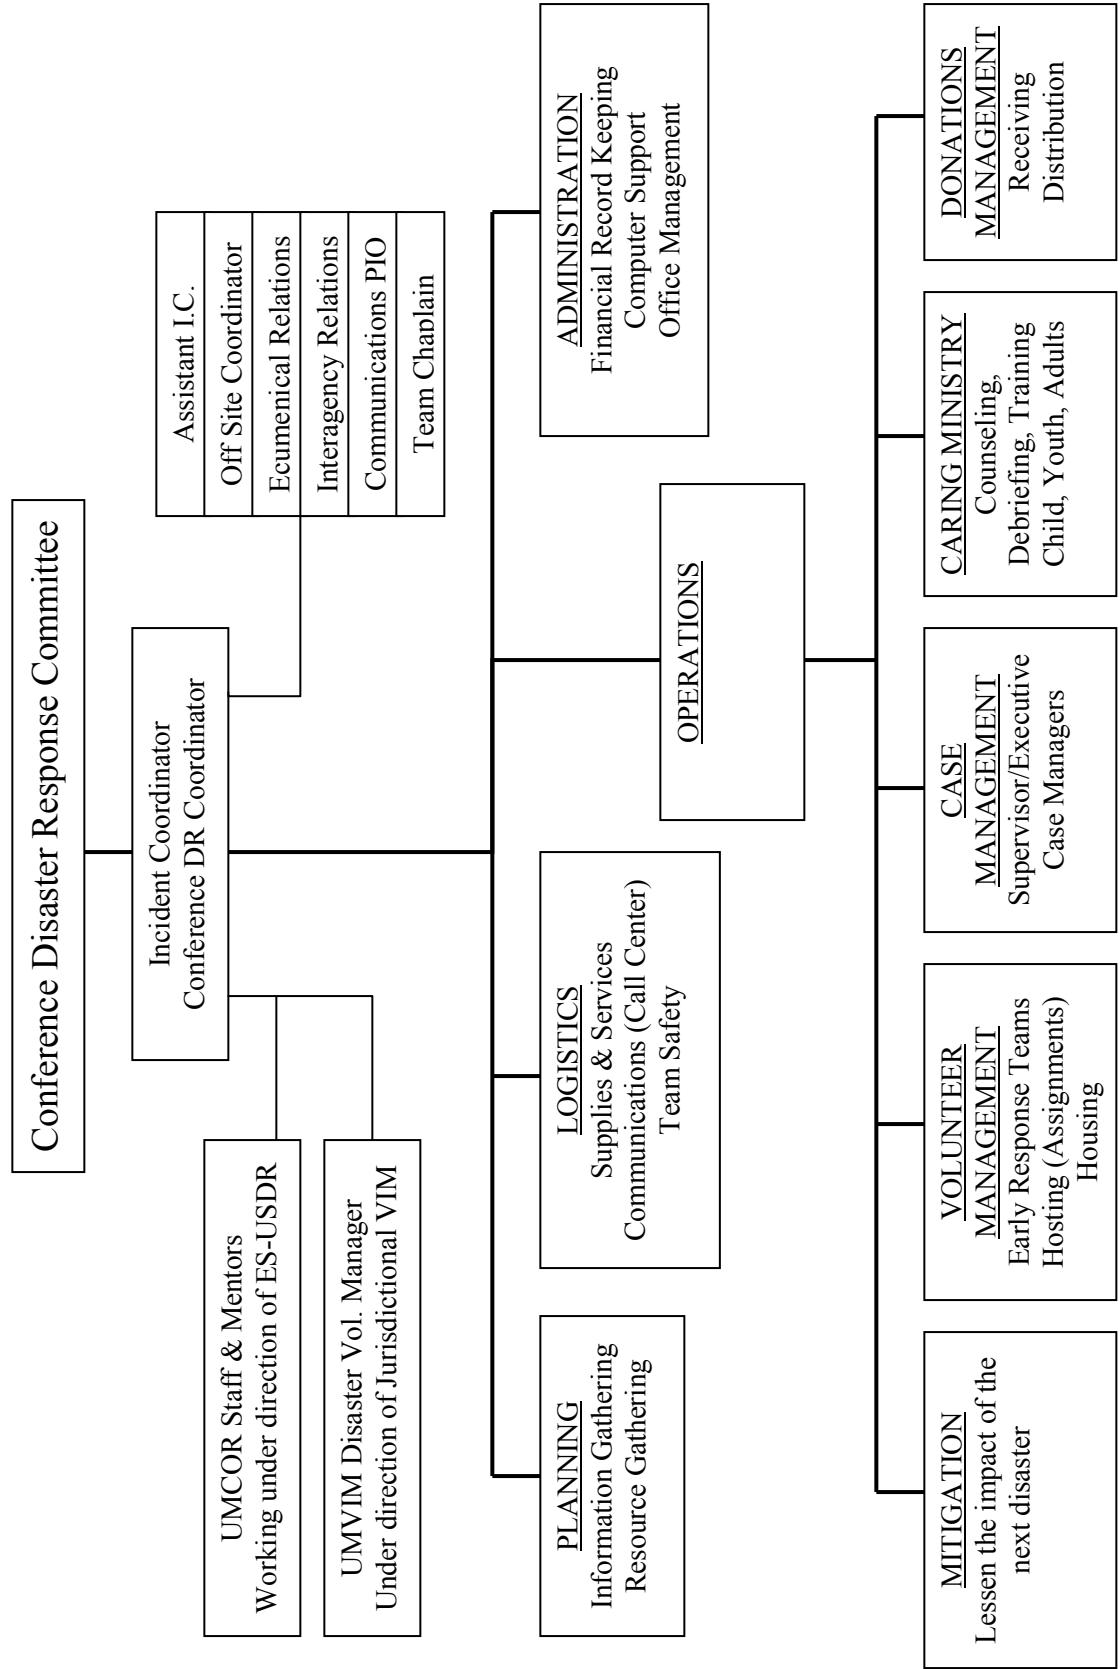 Conference Disaster Response Committee
Incident Coordinator
Conference DR Coordinator
UMCOR Staff & Mentors
Working under direction of ES-USDR
UMVIM Disaster Vol. Manager
Under direction of Jurisdictional VIM
Assistant I.C.
Off Site Coordinator
Ecumenical Relations
Interagency Relations
Communications PIO
Team Chaplain
PLANNING
Information Gathering
Resource Gathering
LOGISTICS
Supplies & Services
Communications (Call Center)
Team Safety
OPERATIONS
ADMINISTRATION
Financial Record Keeping
Computer Support
Office Management
MITIGATION
Lessen the impact of the
next disaster
VOLUNTEER
MANAGEMENT
Early Response Teams
Hosting (Assignments)
Housing
CASE
MANAGEMENT
Supervisor/Executive
Case Managers
CARING MINISTRY
Counseling,
Debriefing, Training
Child, Youth, Adults
DONATIONS
MANAGEMENT
Receiving
Distribution